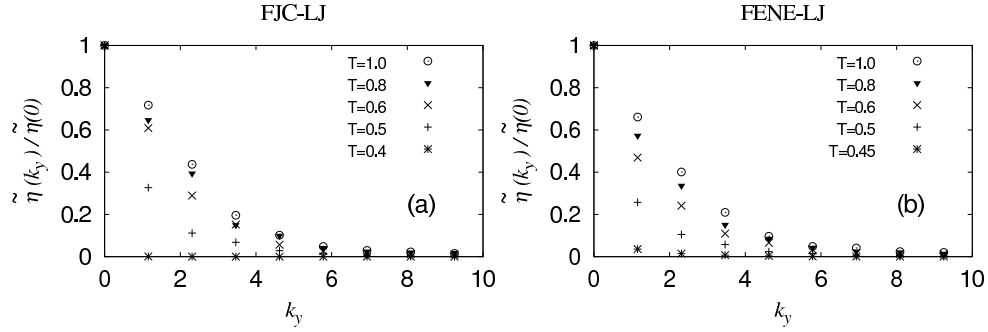 FJC-LJ
1
0.8
0.6
0.4
0.2
0
0 2 4 6 8 10
η̃ (k_y) / η̃(0)
k_y
T=1.0
T=0.8
T=0.6
T=0.5
T=0.4
(a)
FENE-LJ
1
0.8
0.6
0.4
0.2
0
0 2 4 6 8 10
η̃ (k_y) / η̃(0)
k_y
T=1.0
T=0.8
T=0.6
T=0.5
T=0.45
(b)